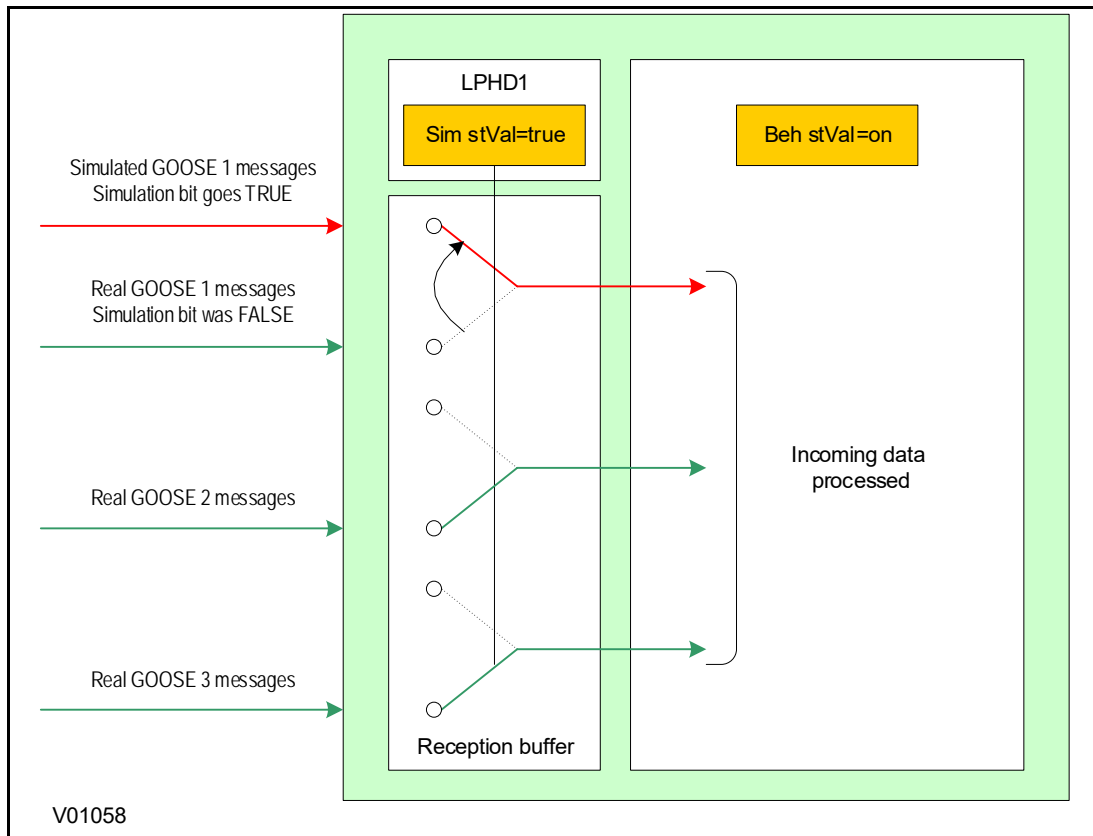 LPHD1
Sim stVal=true
Beh stVal=on
Simulated GOOSE 1 messages
Simulation bit goes TRUE
Real GOOSE 1 messages
Simulation bit was FALSE
Incoming data
processed
Real GOOSE 2 messages
Real GOOSE 3 messages
Reception buffer
V01058